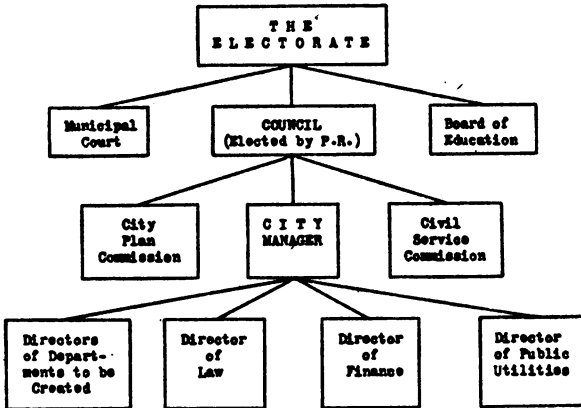 THE
ELECTORATE
Municipal
Court
COUNCIL
(Elected by P.R.)
Board of
Education
City
Plan
Commission
CITY
MANAGER
Civil
Service
Commission
Directors
of Depart-
ments to be
Created
Director
of
Law
Director
of
Finance
Director
of Public
Utilities